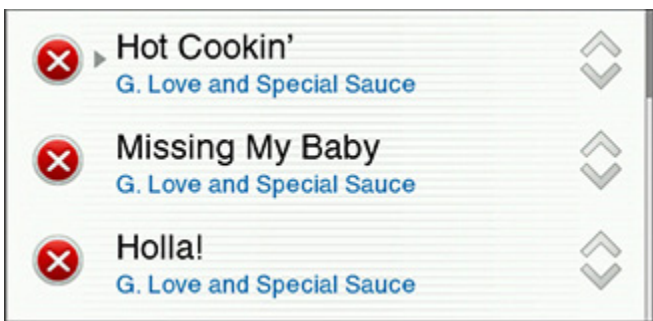 Hot Cookin’
G. Love and Special Sauce
Missing My Baby
G. Love and Special Sauce
Holla!
G. Love and Special Sauce